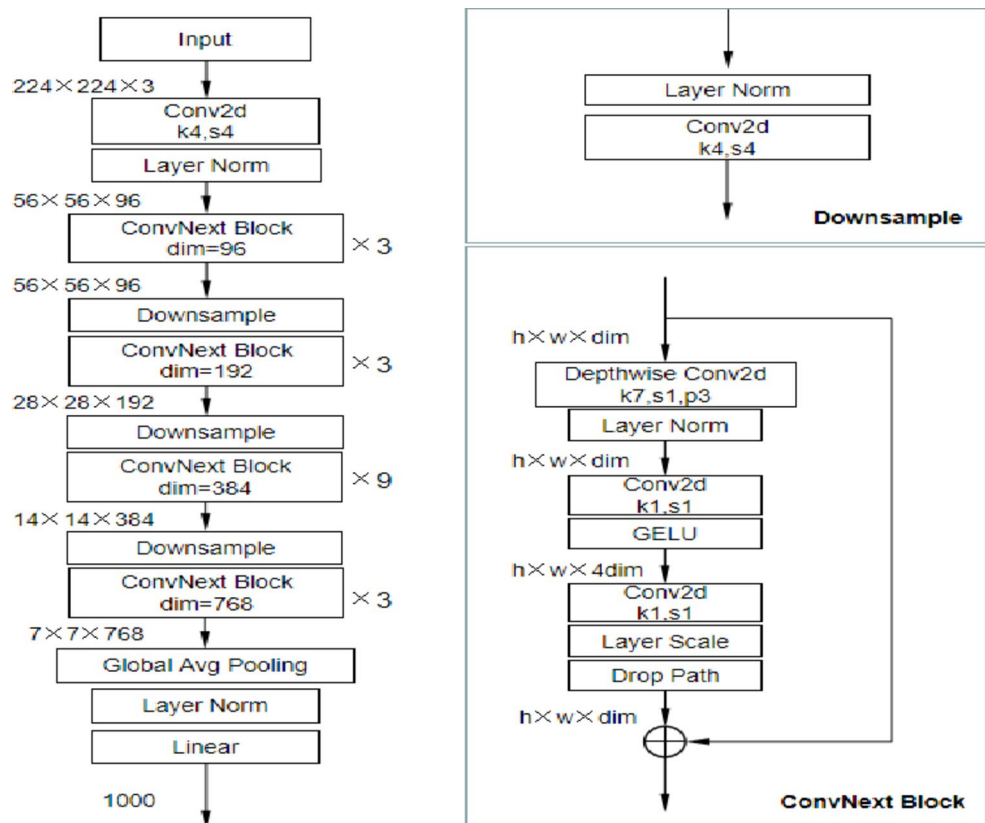 Input
224×224×3
Conv2d
k4,s4
Layer Norm
56×56×96
ConvNext Block
dim=96
×3
56×56×96
Downsample
ConvNext Block
dim=192
×3
28×28×192
Downsample
ConvNext Block
dim=384
×9
14×14×384
Downsample
ConvNext Block
dim=768
×3
7×7×768
Global Avg Pooling
Layer Norm
Linear
1000
Layer Norm
Conv2d
k4,s4
Downsample
h×w×dim
Depthwise Conv2d
k7,s1,p3
Layer Norm
h×w×dim
Conv2d
k1,s1
GELU
h×w×4dim
Conv2d
k1,s1
Layer Scale
Drop Path
h×w×dim
ConvNext Block